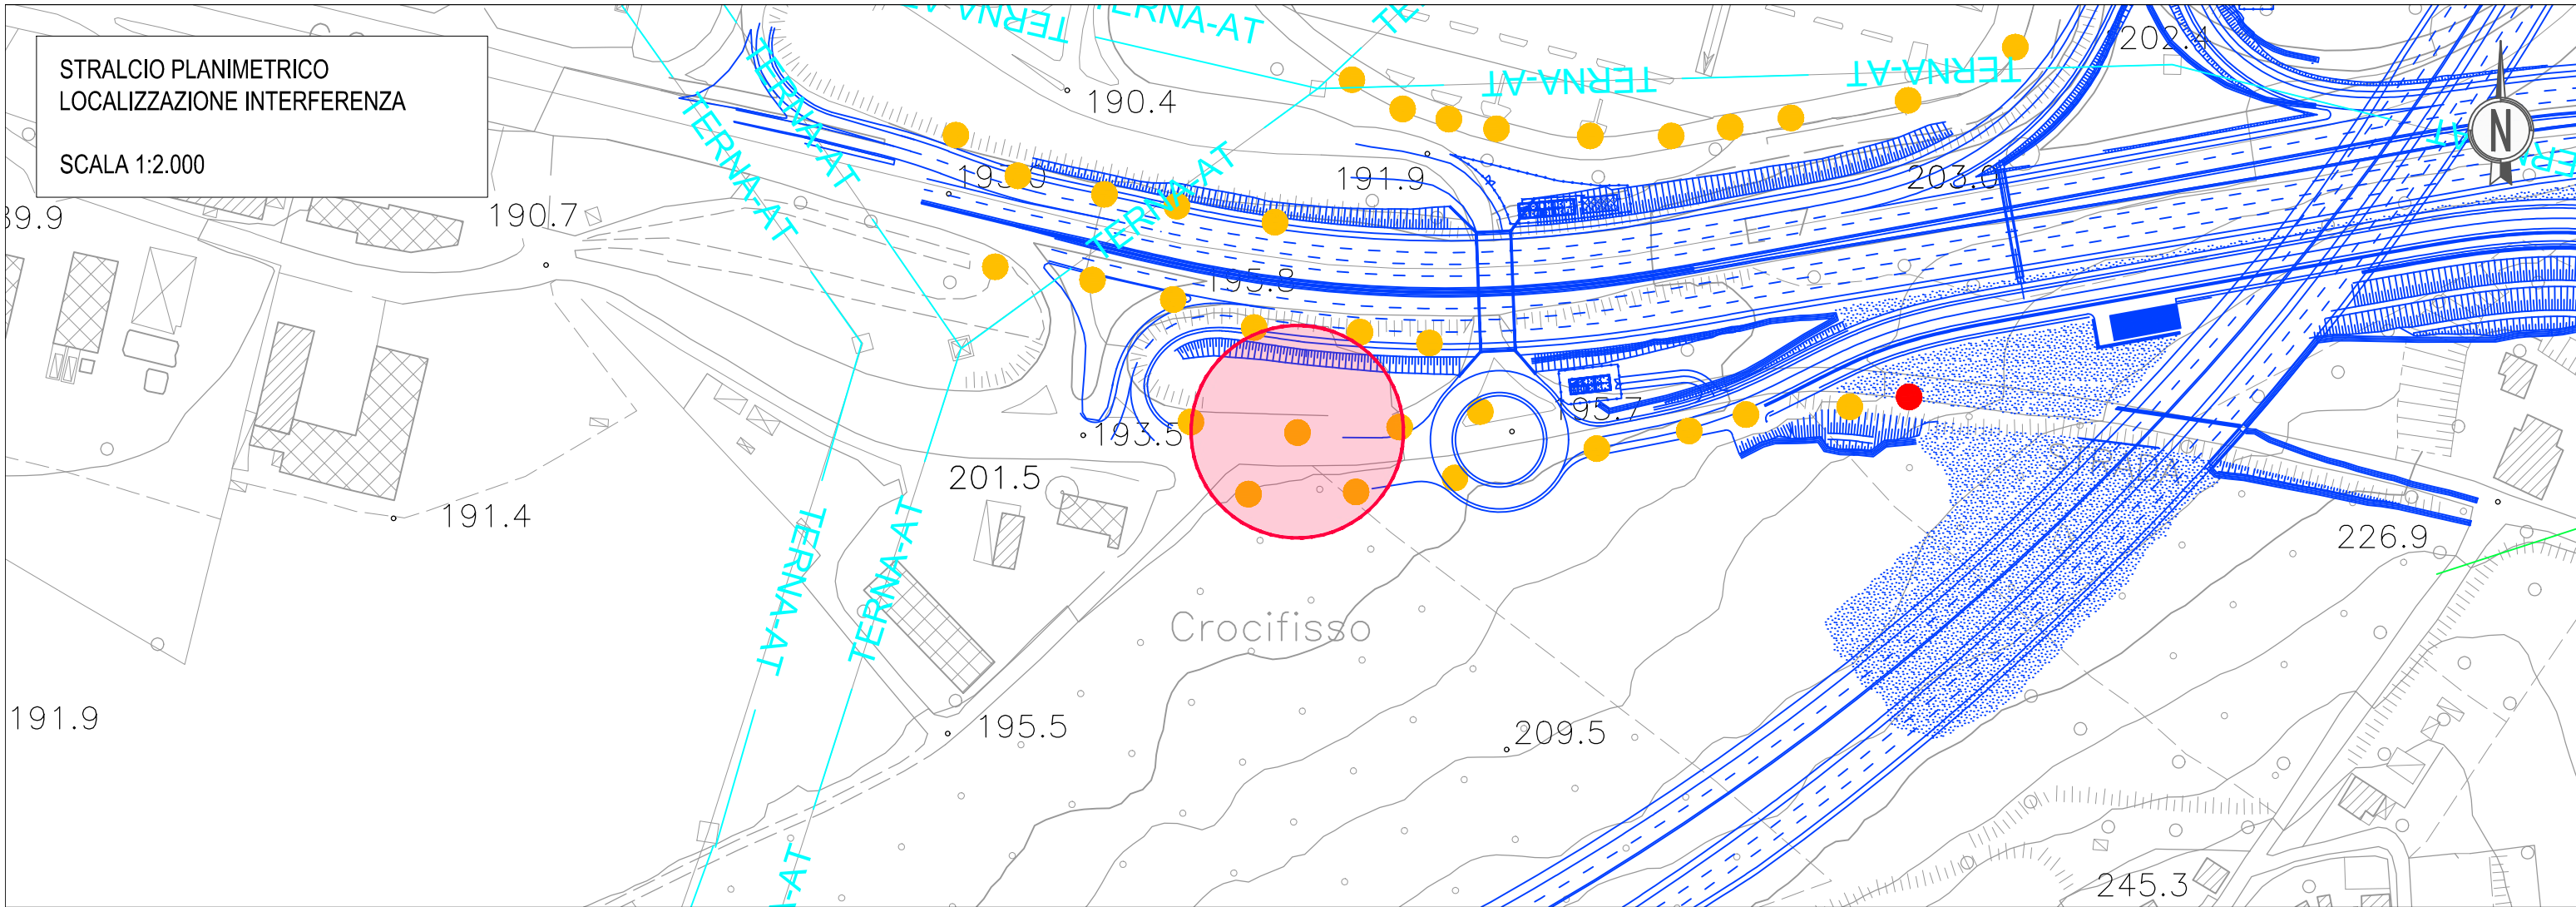 STRALCIO PLANIMETRICO
LOCALIZZAZIONE INTERFERENZA
SCALA 1:2.000
TERNA-AT
TERNA-AT
TERNA-AT
TERNA-AT
202.4
190.4
N
TERNA-AT
TERNA-AT
191.9
203.0
190.7
TERNA-AT
195.8
195.7
193.5
201.5
191.4
TERNA-AT
TERNA-AT
226.9
Crocifisso
191.9
195.5
209.5
245.3